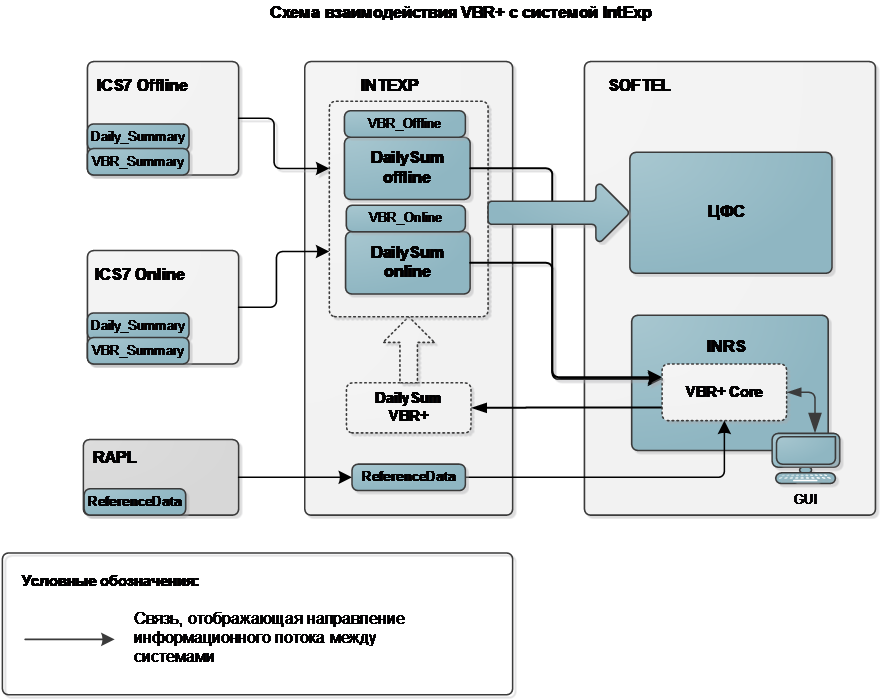 Схема взаимодействия VBR+ с системой IntExp
ICS7 Offline
Daily_Summary
VBR_Summary
ICS7 Online
Daily_Summary
VBR_Summary
RAPL
ReferenceData
INTEXP
VBR_Offline
DailySum
offline
VBR_Online
DailySum
online
DailySum
VBR+
ReferenceData
SOFTEL
ЦФС
INRS
VBR+ Core
GUI
Условные обозначения:
Связь, отображающая направление
информационного потока между
системами